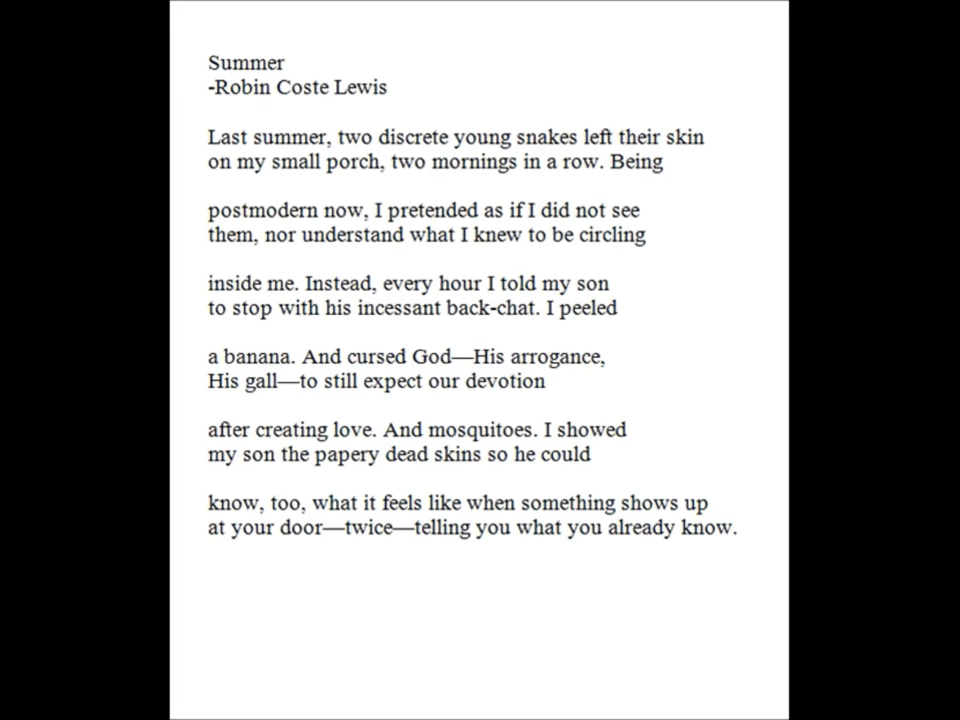 Summer
-Robin Coste Lewis
Last summer, two discrete young snakes left their skin
on my small porch, two mornings in a row. Being
postmodern now, I pretended as if I did not see
them, nor understand what I knew to be circling
inside me. Instead, every hour I told my son
to stop with his incessant back-chat. I peeled
a banana. And cursed God—His arrogance,
His gall—to still expect our devotion
after creating love. And mosquitoes. I showed
my son the papery dead skins so he could
know, too, what it feels like when something shows up
at your door—twice—telling you what you already know.